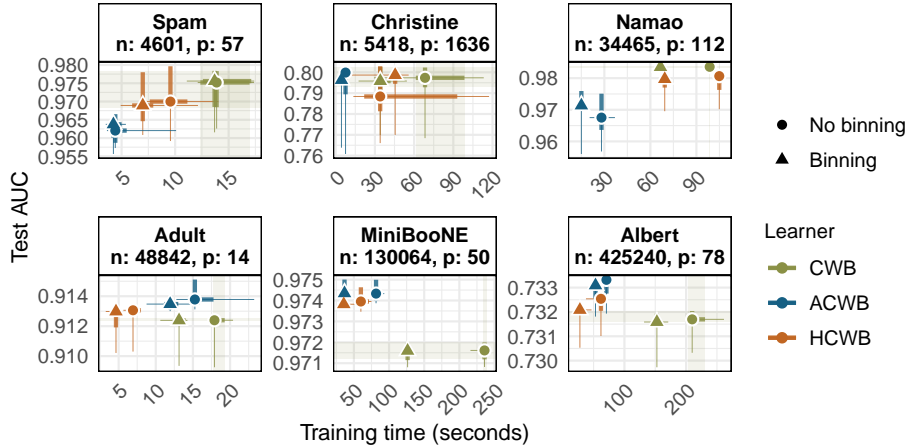 Spam
n: 4601, p: 57
Christine
n: 5418, p: 1636
Namao
n: 34465, p: 112
0.980
0.975
0.970
0.965
0.960
0.955
5
10
15
0.80
0.79
0.78
0.77
0.76
0
30
60
90
120
0.98
0.97
0.96
30
60
90
No binning
Binning
Test AUC
Adult
n: 48842, p: 14
MiniBooNE
n: 130064, p: 50
Albert
n: 425240, p: 78
0.914
0.912
0.910
5
10
15
20
0.975
0.974
0.973
0.972
0.971
50
100
150
200
250
0.733
0.732
0.731
0.730
100
200
Learner
CWB
ACWB
HCWB
Training time (seconds)